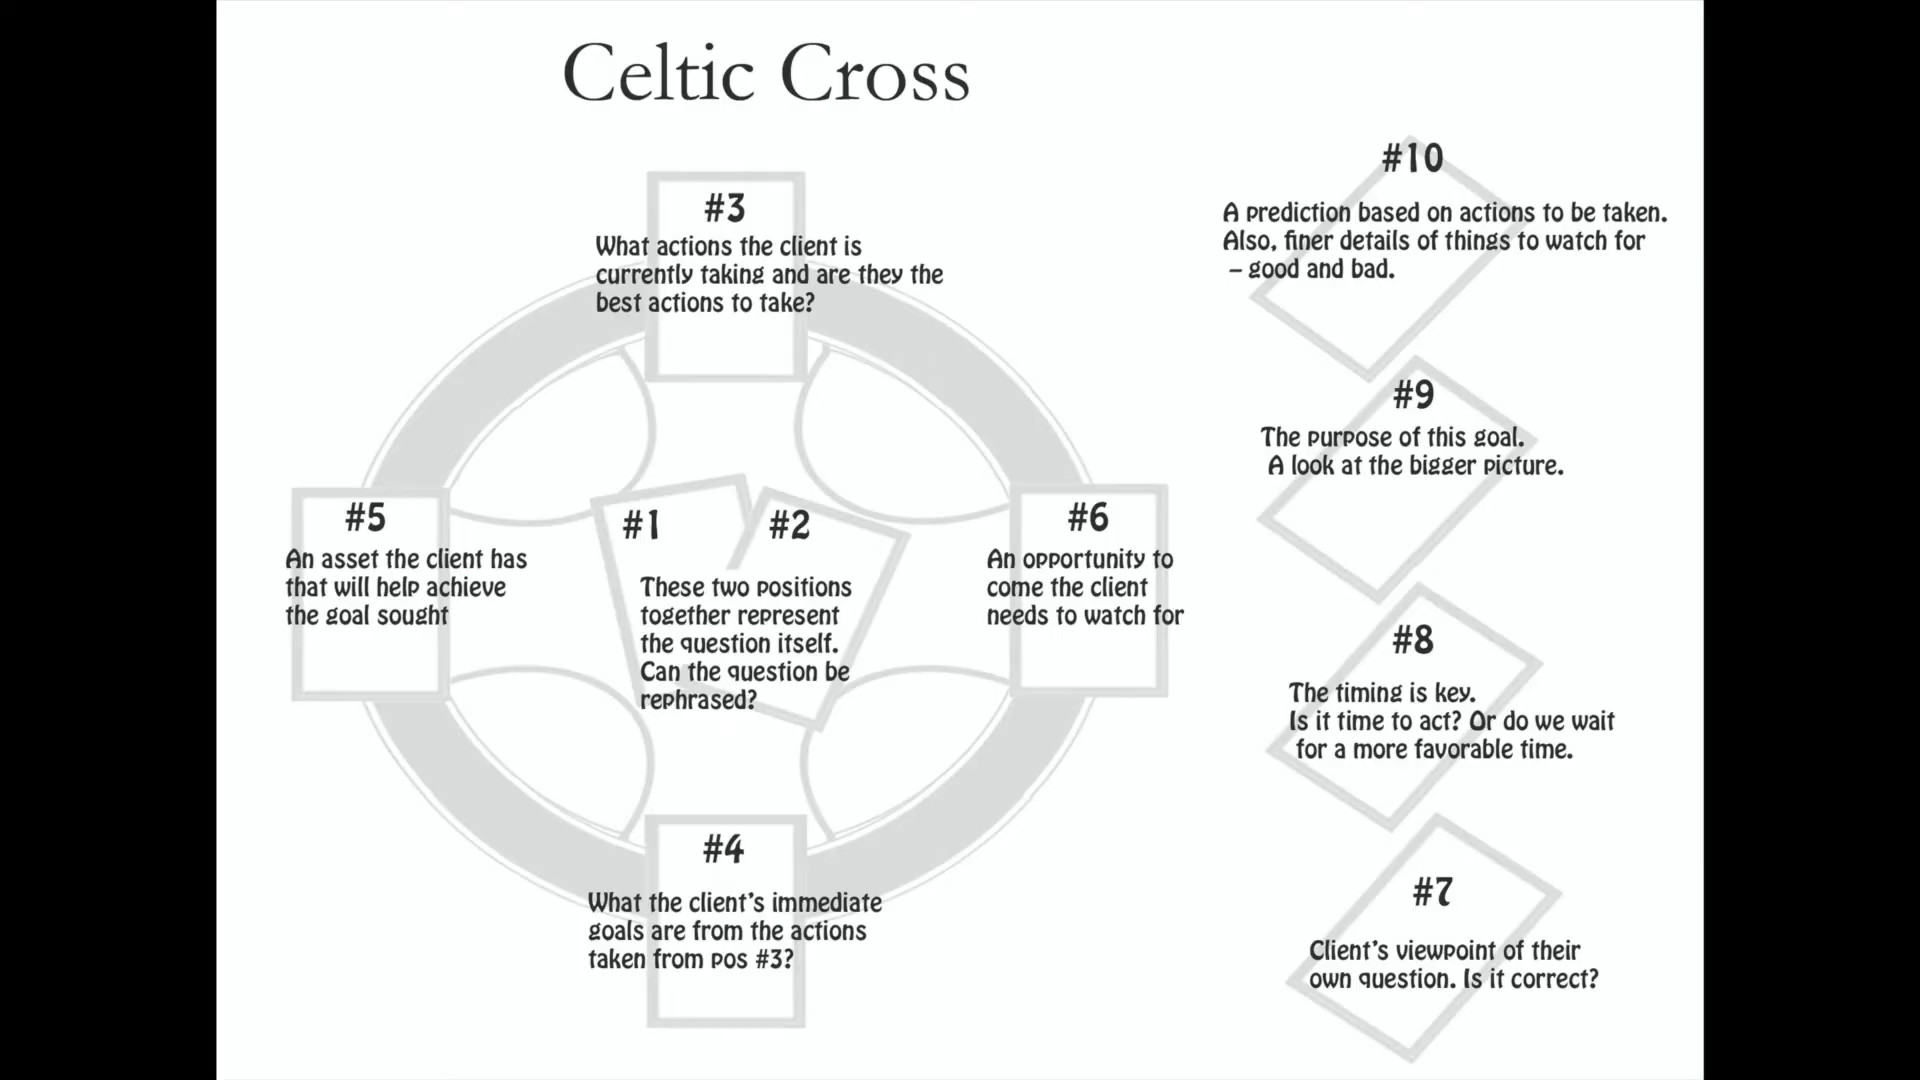 Celtic Cross
#3
What actions the client is
currently taking and are they the
best actions to take?
#5
An asset the client has
that will help achieve
the goal sought
#1
#2
These two positions
together represent
the question itself.
Can the question be
rephrased?
#6
An opportunity to
come the client
needs to watch for
#4
What the client's immediate
goals are from the actions
taken from pos #3?
#10
A prediction based on actions to be taken.
Also, finer details of things to watch for
– good and bad.
#9
The purpose of this goal.
A look at the bigger picture.
#8
The timing is key.
Is it time to act? Or do we wait
for a more favorable time.
#7
Client's viewpoint of their
own question. Is it correct?